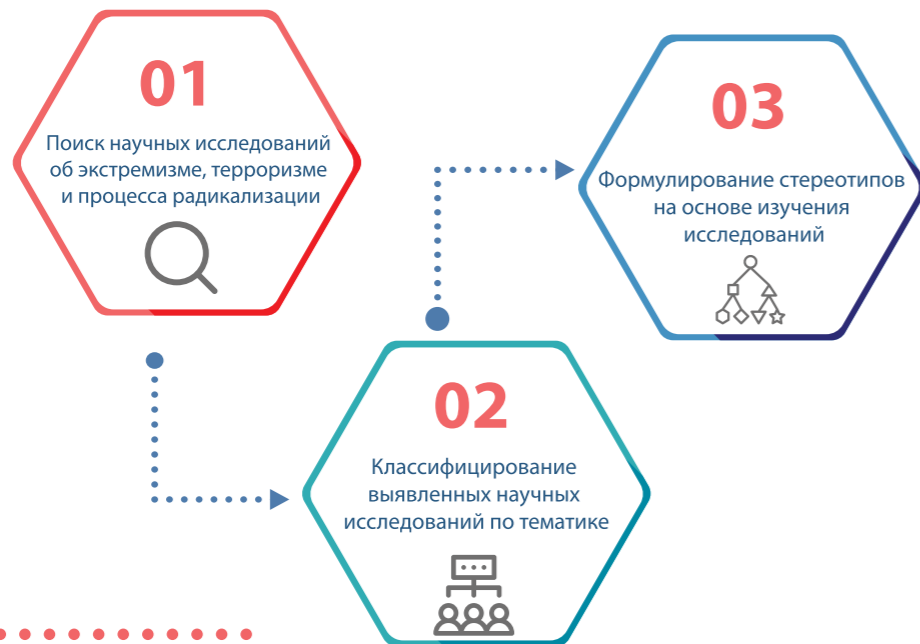 01
Поиск научных исследований
об экстремизме, терроризме
и процесса радикализации
02
Классифицирование
выявленных научных
исследований по тематике
03
Формулирование стереотипов
на основе изучения
исследований